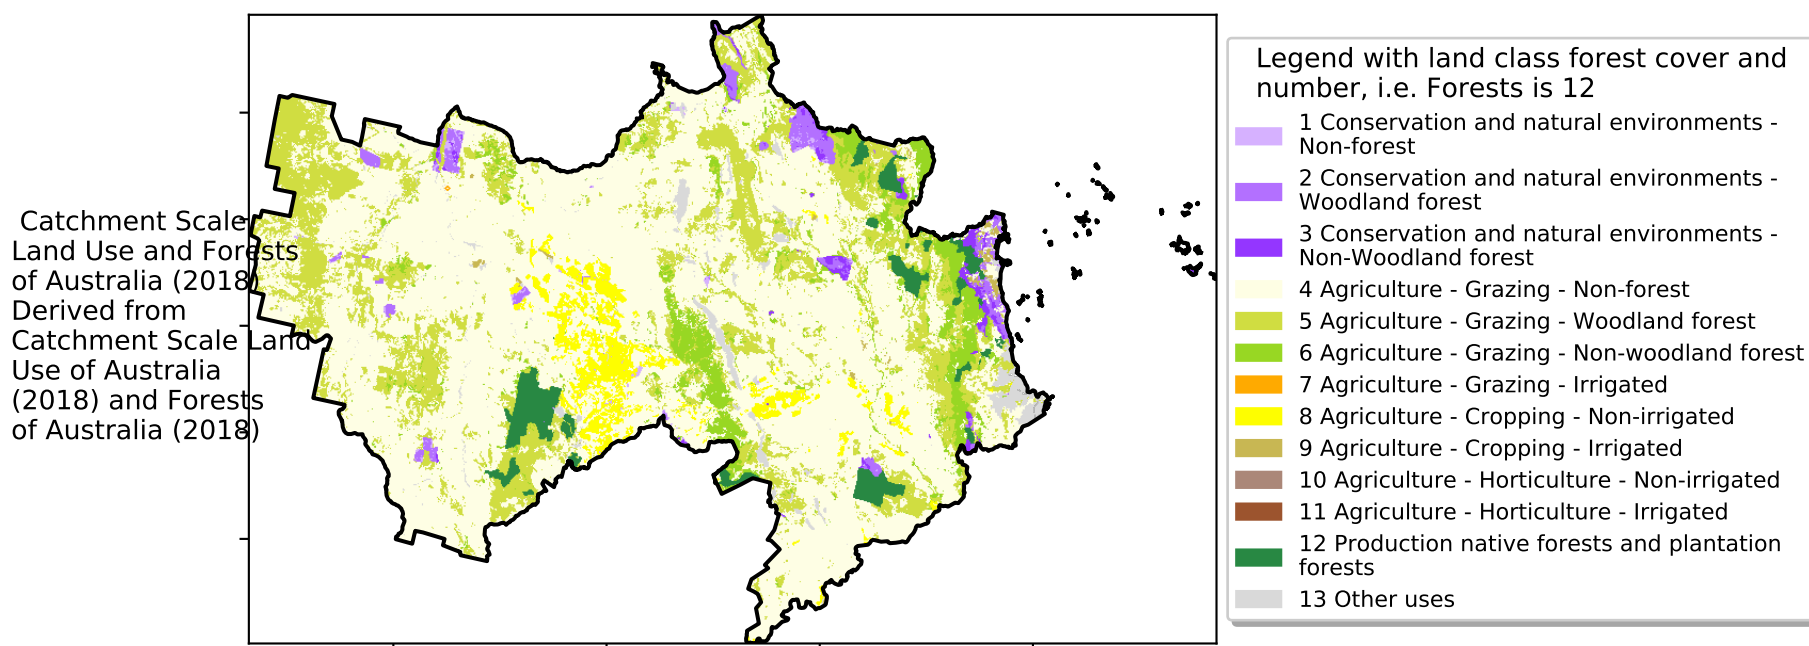 Catchment Scale
Land Use and Forests
of Australia (2018)
Derived from
Catchment Scale Land
Use of Australia
(2018) and Forests
of Australia (2018)
Legend with land class forest cover and
number, i.e. Forests is 12
1 Conservation and natural environments -
Non-forest
2 Conservation and natural environments -
Woodland forest
3 Conservation and natural environments -
Non-Woodland forest
4 Agriculture - Grazing - Non-forest
5 Agriculture - Grazing - Woodland forest
6 Agriculture - Grazing - Non-woodland forest
7 Agriculture - Grazing - Irrigated
8 Agriculture - Cropping - Non-irrigated
9 Agriculture - Cropping - Irrigated
10 Agriculture - Horticulture - Non-irrigated
11 Agriculture - Horticulture - Irrigated
12 Production native forests and plantation
forests
13 Other uses